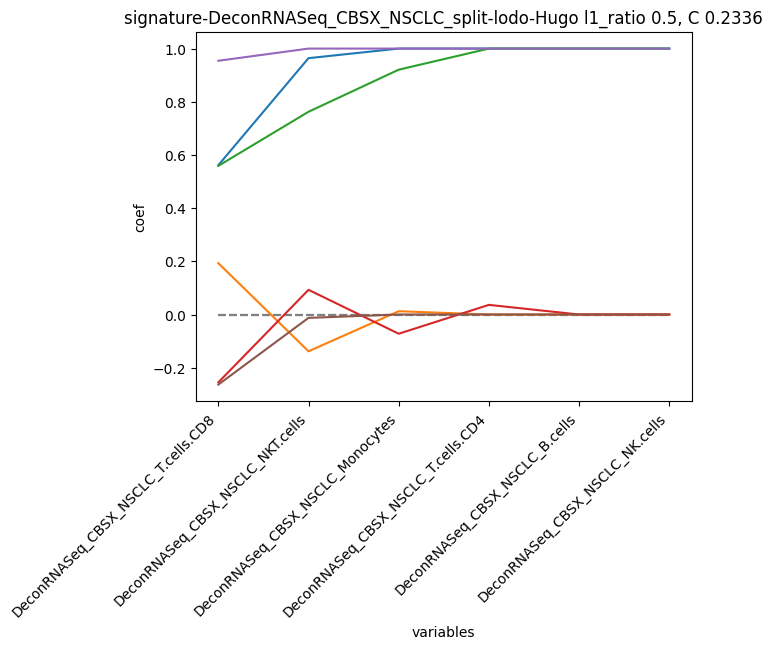 signature-DeconRNASeq_CBSX_NSCLC_split-lodo-Hugo l1_ratio 0.5, C 0.2336
coef
1.0
0.8
0.6
0.4
0.2
0.0
−0.2
DeconRNASeq_CBSX_NSCLC_T.cells.CD8
DeconRNASeq_CBSX_NSCLC_NKT.cells
DeconRNASeq_CBSX_NSCLC_Monocytes
DeconRNASeq_CBSX_NSCLC_T.cells.CD4
DeconRNASeq_CBSX_NSCLC_B.cells
DeconRNASeq_CBSX_NSCLC_NK.cells
variables